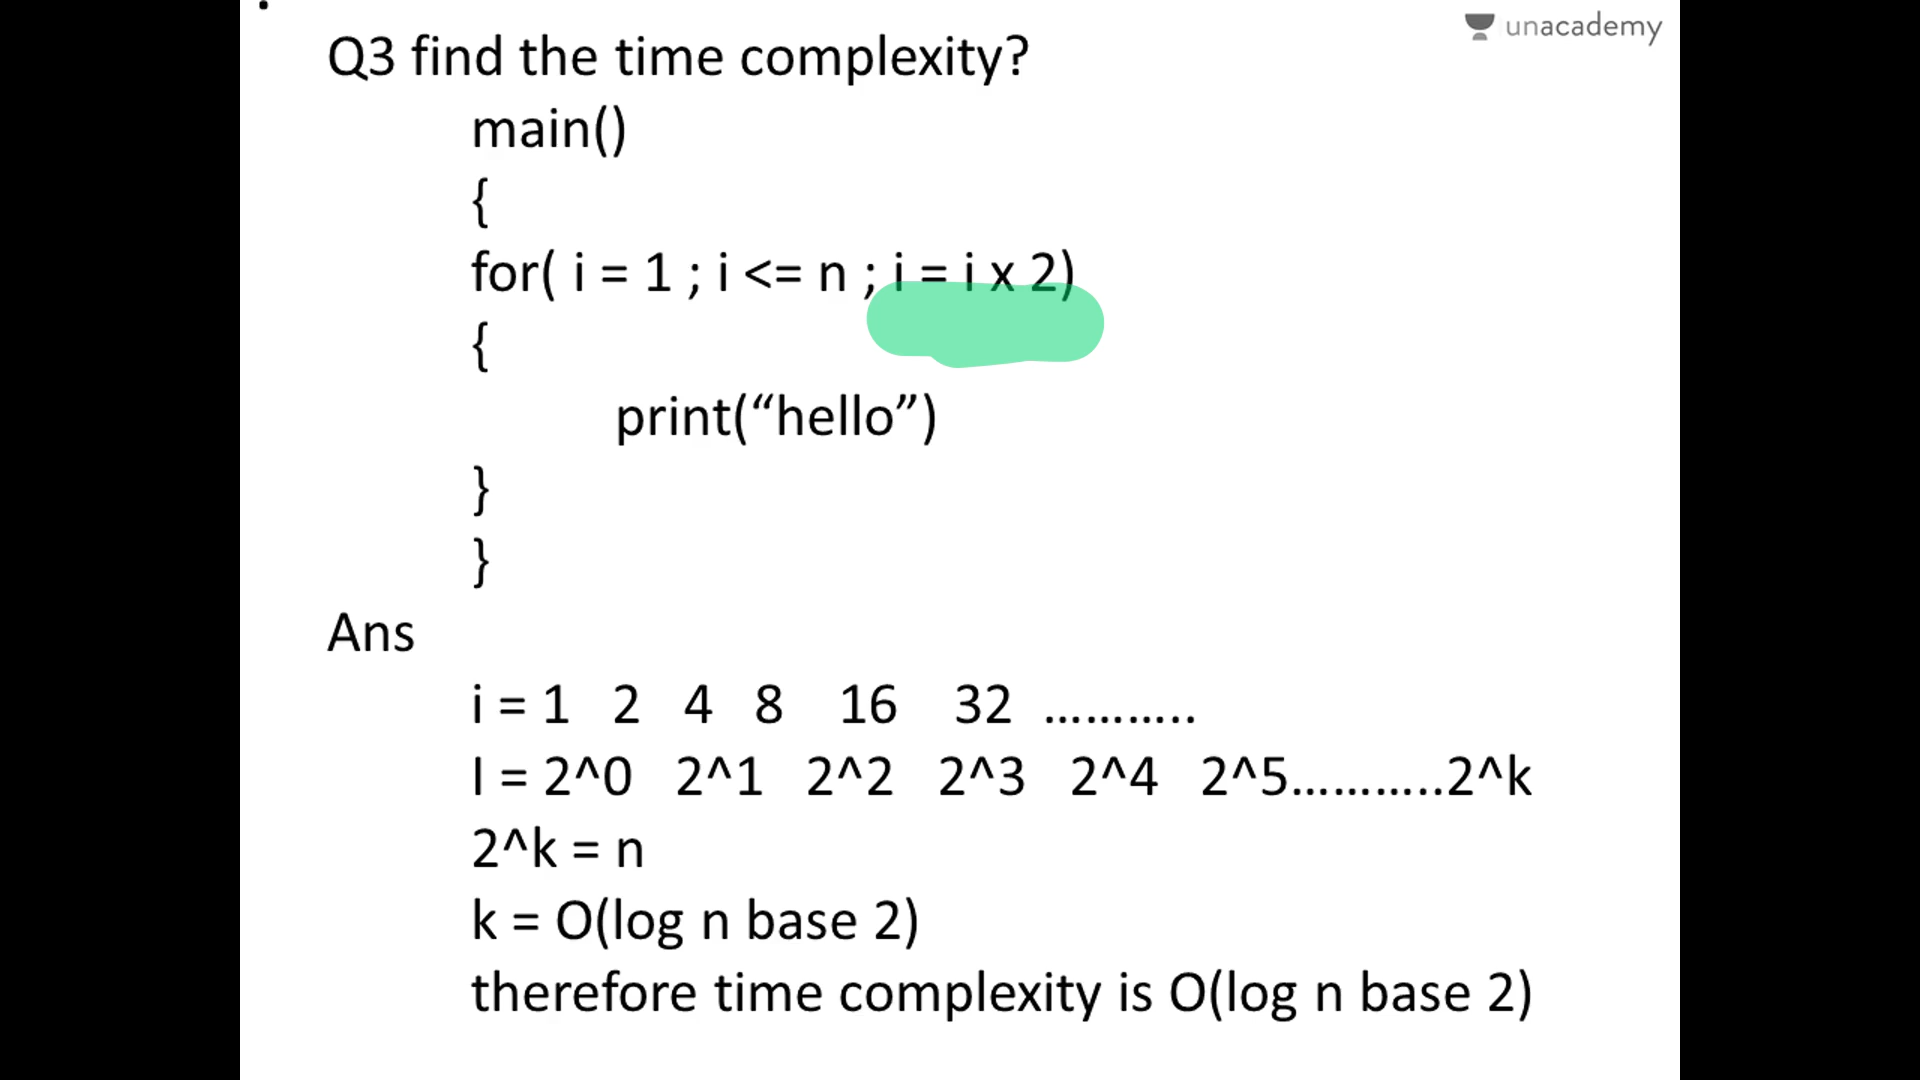 unacademy
Q3 find the time complexity?
main()
{
for( i = 1 ; i <= n ; i = i x 2)
{
print(“hello”)
}
}
Ans
i = 1 2 4 8 16 32 ………..
I = 2^0 2^1 2^2 2^3 2^4 2^5………..2^k
2^k = n
k = O(log n base 2)
therefore time complexity is O(log n base 2)